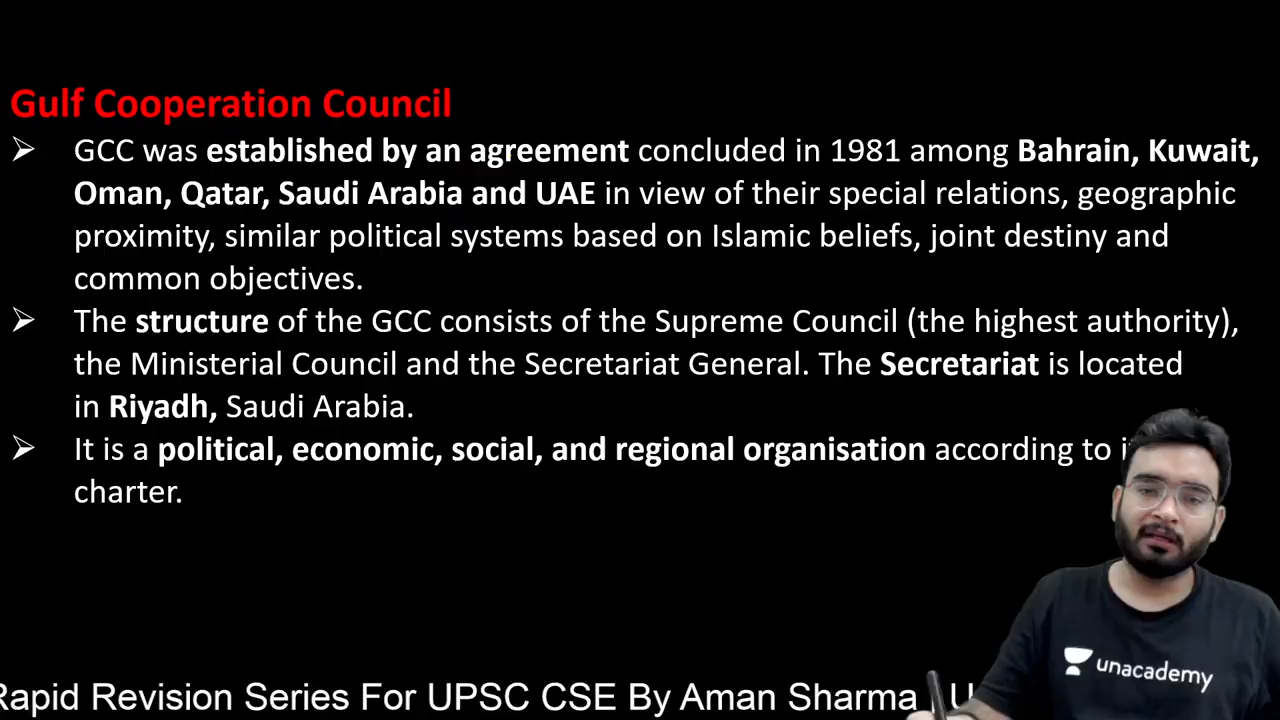 Gulf Cooperation Council
➢ GCC was established by an agreement concluded in 1981 among Bahrain, Kuwait,
Oman, Qatar, Saudi Arabia and UAE in view of their special relations, geographic
proximity, similar political systems based on Islamic beliefs, joint destiny and
common objectives.
➢ The structure of the GCC consists of the Supreme Council (the highest authority),
the Ministerial Council and the Secretariat General. The Secretariat is located
in Riyadh, Saudi Arabia.
➢ It is a political, economic, social, and regional organisation according to
charter.
unacademy
Rapid Revision Series For UPSC CSE By Aman Sharma